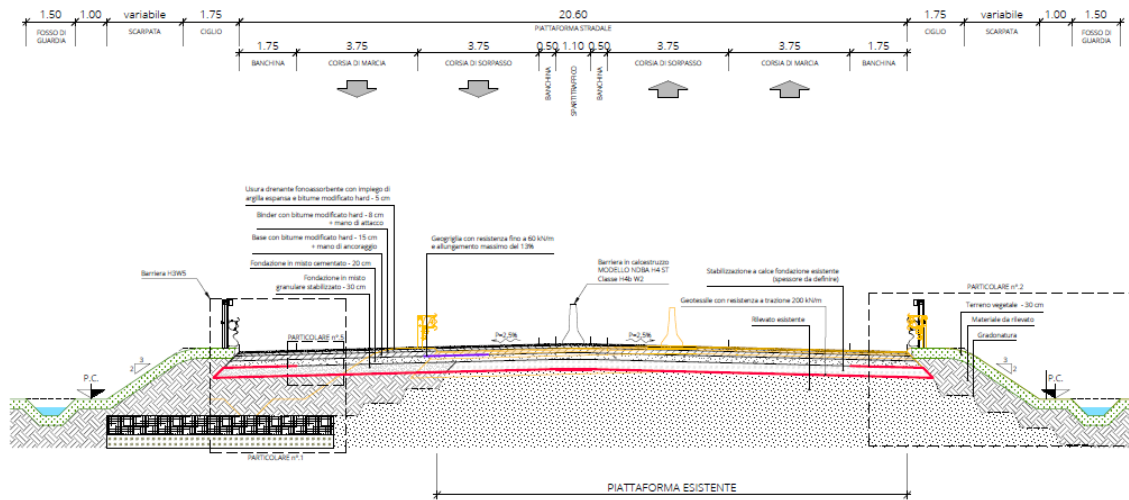 1.50 1.00 variabile 1.75 20.60 1.75 variabile 1.00 1.50
FOSSO DI GUARDIA SCARPATA CIGLIO PIATTAFORMA STRADALE CIGLIO SCARPATA FOSSO DI GUARDIA
1.75 3.75 3.75 0.50 1.10 0.50 3.75 3.75 1.75
BANCHINA CORSIA DI MARCIA CORSIA DI SORPASSO BANCHINA SPARTITRAFFICO BANCHINA CORSIA DI SORPASSO CORSIA DI MARCIA BANCHINA
Usura drenante fonoassorbente con impiego di
argilla espansa e bitume modificato hard - 5 cm
Binder con bitume modificato hard - 8 cm
+ mano di attacco
Base con bitume modificato hard - 15 cm
+ mano di ancoraggio
Fondazione in misto cementato - 20 cm
Fondazione in misto
granulare stabilizzato - 30 cm
Barriera H3W5
Geogriglia con resistenza fino a 60 kN/m
e allungamento massimo del 13%
Barriera in calcestruzzo
MODELLO NDBA H4 ST
Classe H4b W2
Stabilizzazione a calce fondazione esistente
(spessore da definire)
Geotessile con resistenza a trazione 200 kN/m
Rilevato esistente
PARTICOLARE n°.2
Terreno vegetale - 30 cm
Materiale da rilevato
Gradonatura
PARTICOLARE n°.5
P=2,5%
P=2,5%
3
2
3
2
P.C.
P.C.
PARTICOLARE n°.1
PIATTAFORMA ESISTENTE